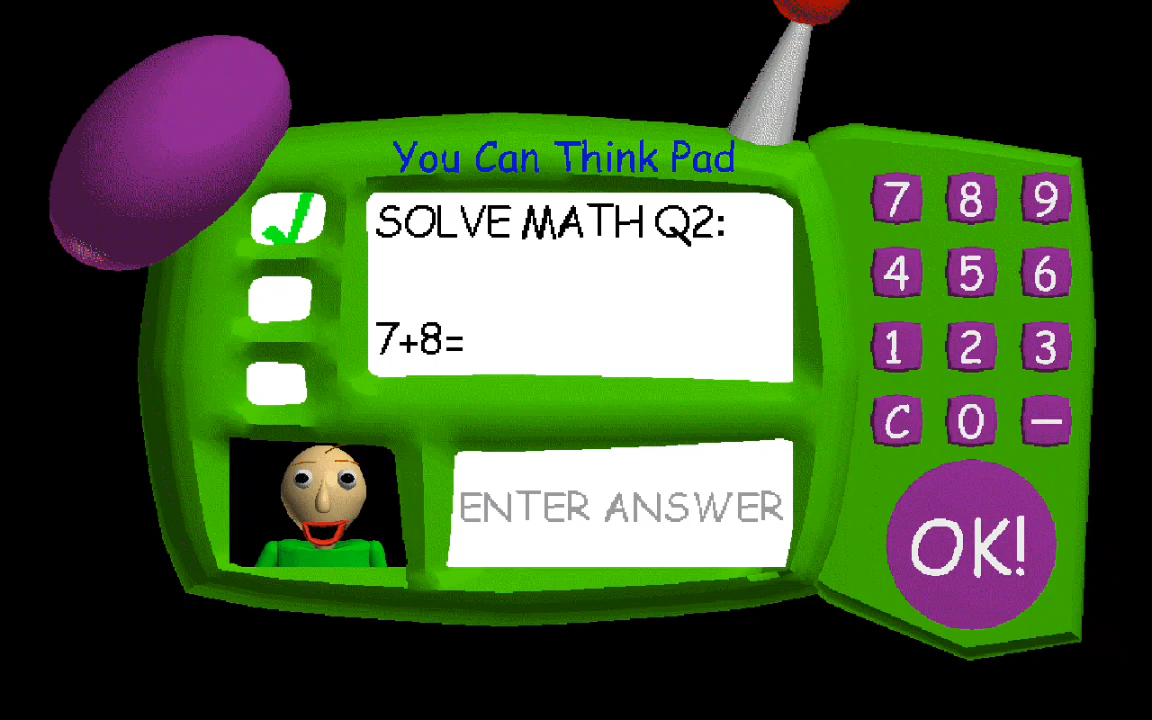 You Can Think Pad
SOLVE MATH Q2:
7+8=
ENTER ANSWER
7 8 9
4 5 6
1 2 3
C 0 −
OK!